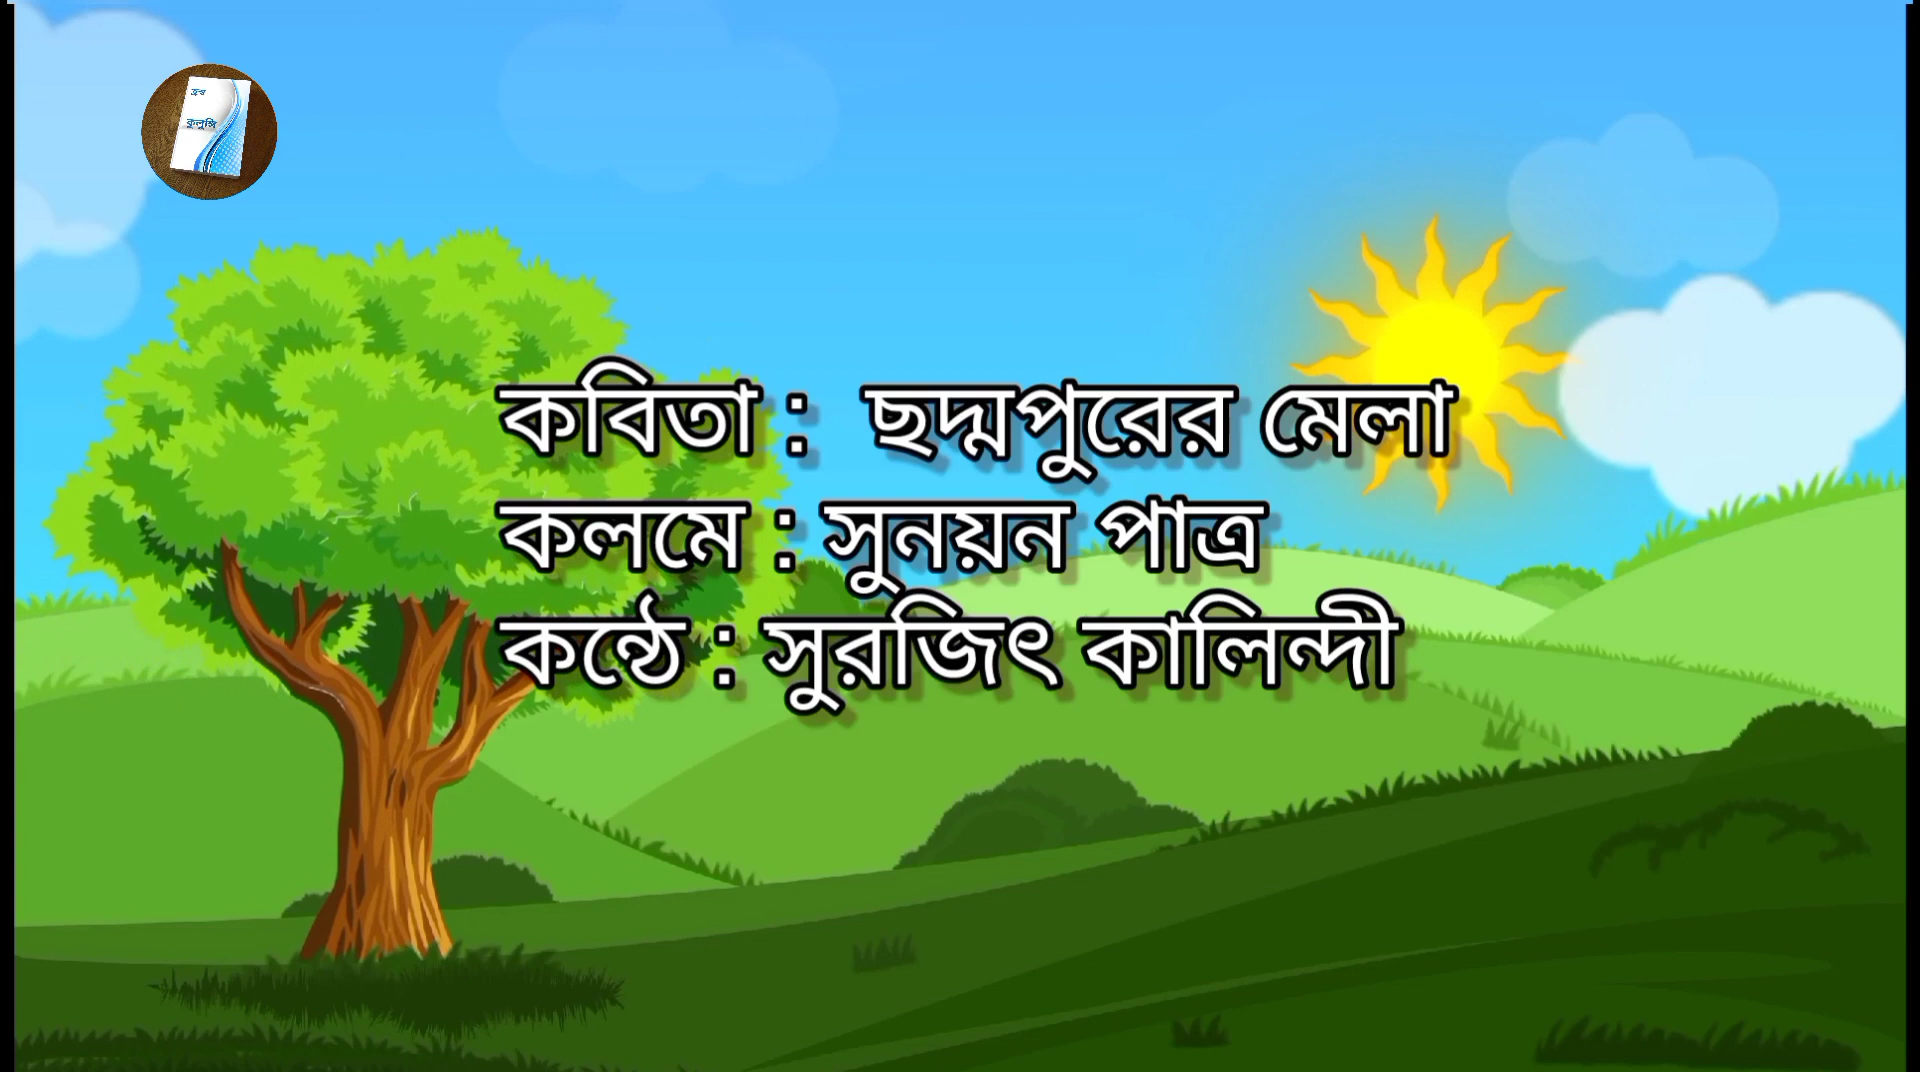 কুলুঙ্গি
কবিতা : ছদ্মপুরের মেলা
কলমে : সুনয়ন পাত্র
কন্ঠে : সুরজিৎ কালিন্দী